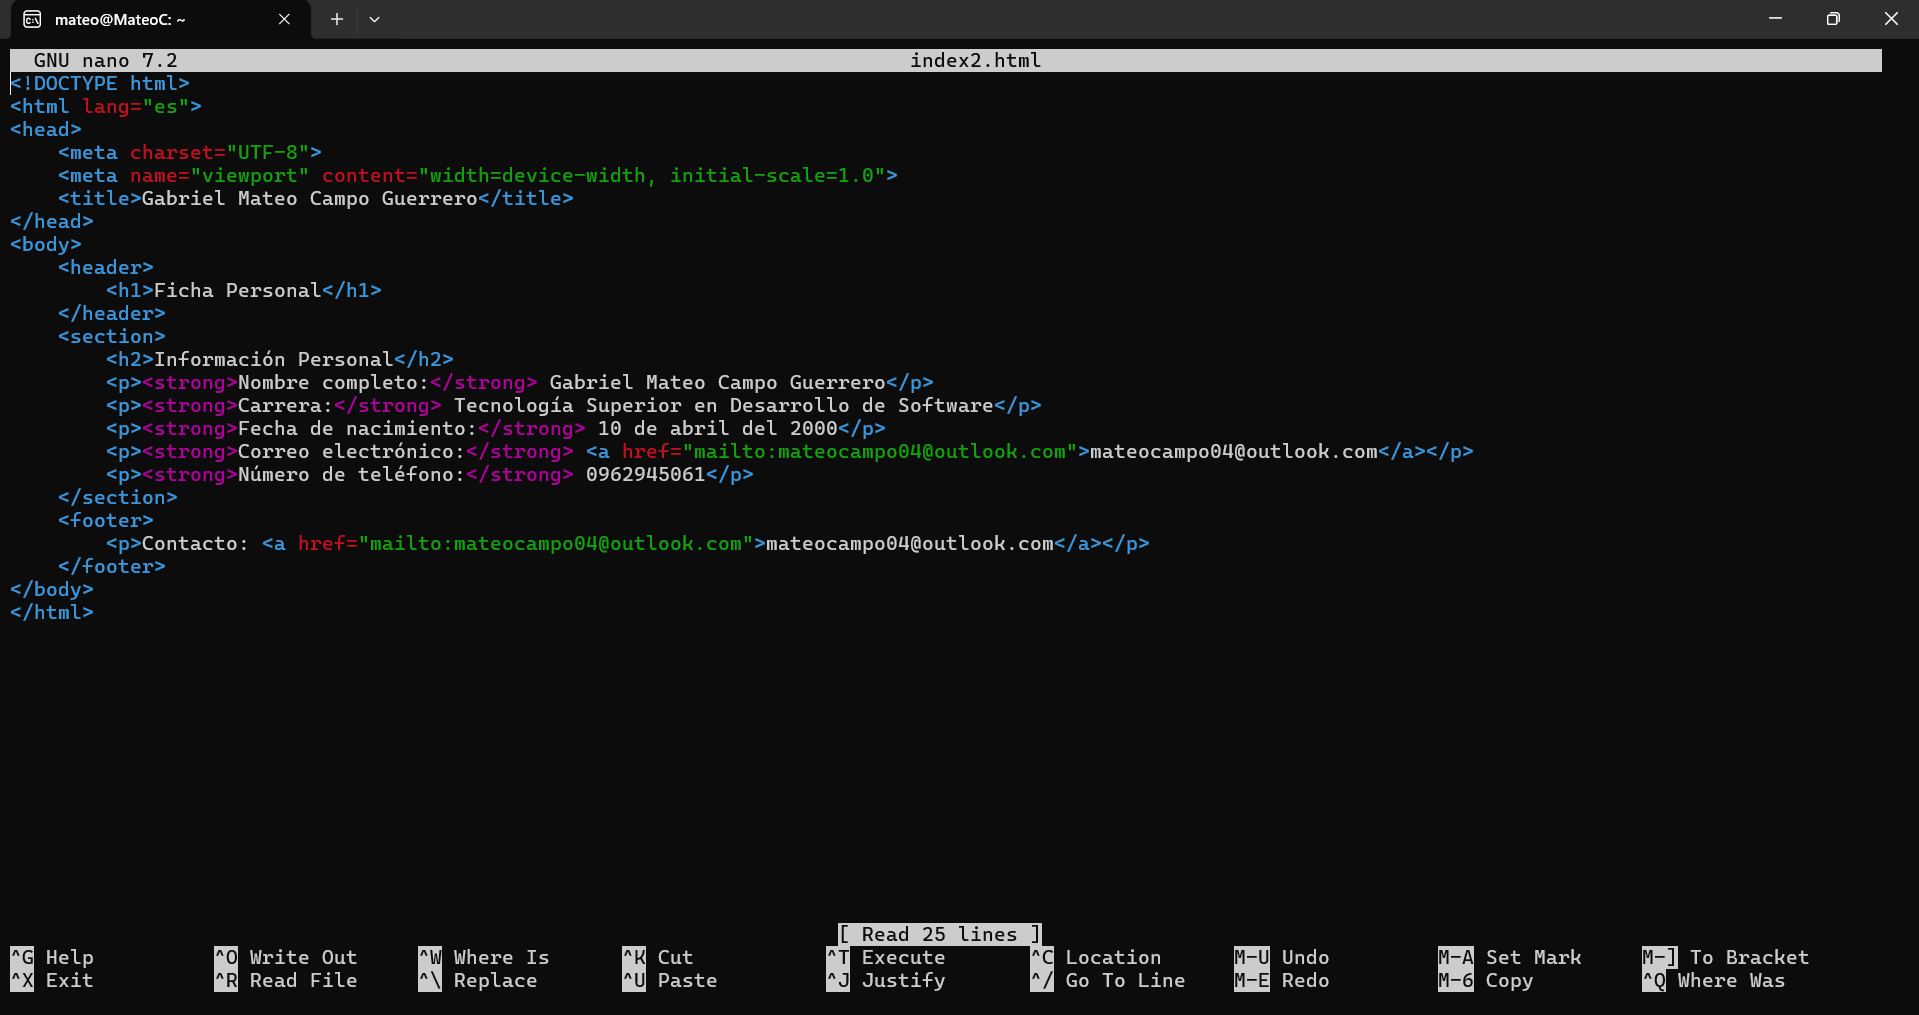 mateo@MateoC: ~
GNU nano 7.2 index2.html
<!DOCTYPE html>
<html lang="es">
<head>
    <meta charset="UTF-8">
    <meta name="viewport" content="width=device-width, initial-scale=1.0">
    <title>Gabriel Mateo Campo Guerrero</title>
</head>
<body>
    <header>
        <h1>Ficha Personal</h1>
    </header>
    <section>
        <h2>Información Personal</h2>
        <p><strong>Nombre completo:</strong> Gabriel Mateo Campo Guerrero</p>
        <p><strong>Carrera:</strong> Tecnología Superior en Desarrollo de Software</p>
        <p><strong>Fecha de nacimiento:</strong> 10 de abril del 2000</p>
        <p><strong>Correo electrónico:</strong> <a href="mailto:mateocampo04@outlook.com">mateocampo04@outlook.com</a></p>
        <p><strong>Número de teléfono:</strong> 0962945061</p>
    </section>
    <footer>
        <p>Contacto: <a href="mailto:mateocampo04@outlook.com">mateocampo04@outlook.com</a></p>
    </footer>
</body>
</html>
[ Read 25 lines ]
^G Help ^O Write Out ^W Where Is ^K Cut ^T Execute ^C Location M-U Undo M-A Set Mark M-] To Bracket
^X Exit ^R Read File ^\ Replace ^U Paste ^J Justify ^/ Go To Line M-E Redo M-6 Copy ^Q Where Was